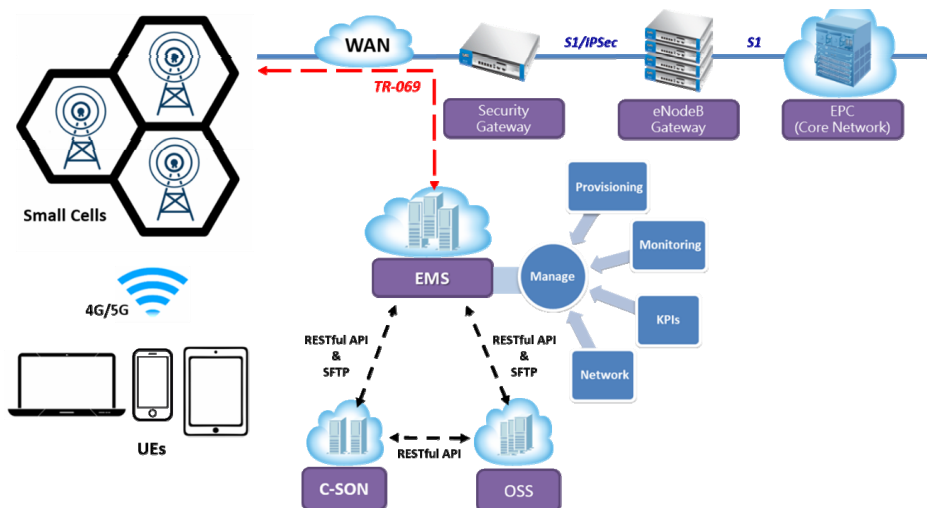 WAN
S1/IPSec
S1
TR-069
Security
Gateway
eNodeB
Gateway
EPC
(Core Network)
Small Cells
Provisioning
Monitoring
EMS
Manage
KPIs
Network
4G/5G
RESTful API
&
SFTP
RESTful API
&
SFTP
UEs
RESTful API
C-SON
OSS